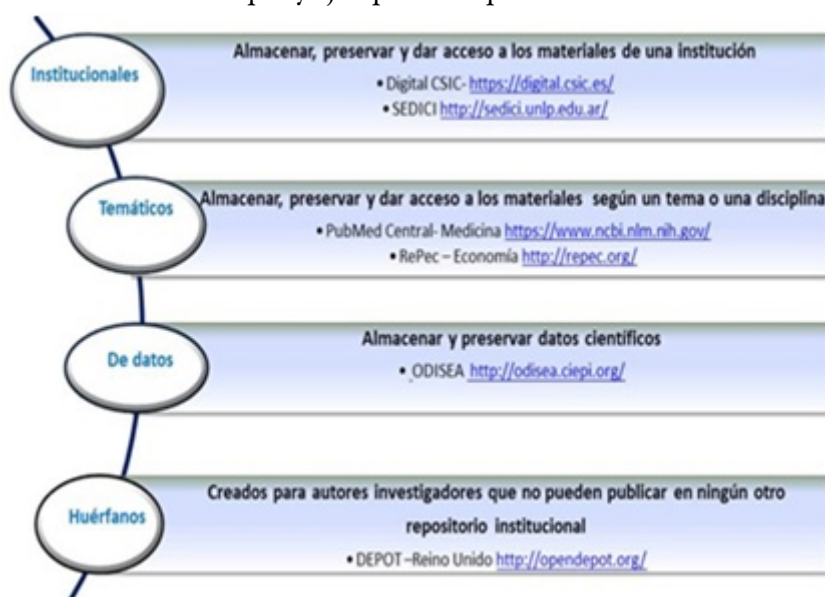 Institucionales
Almacenar, preservar y dar acceso a los materiales de una institución
• Digital CSIC- https://digital.csic.es/
• SEDICI http://sedici.unlp.edu.ar/
Temáticos
Almacenar, preservar y dar acceso a los materiales según un tema o una disciplina
• PubMed Central- Medicina https://www.ncbi.nlm.nih.gov/
• RePec – Economía http://repec.org/
De datos
Almacenar y preservar datos científicos
• ODISEA http://odisea.ciepi.org/
Huérfanos
Creados para autores investigadores que no pueden publicar en ningún otro
repositorio institucional
• DEPOT –Reino Unido http://opendepot.org/